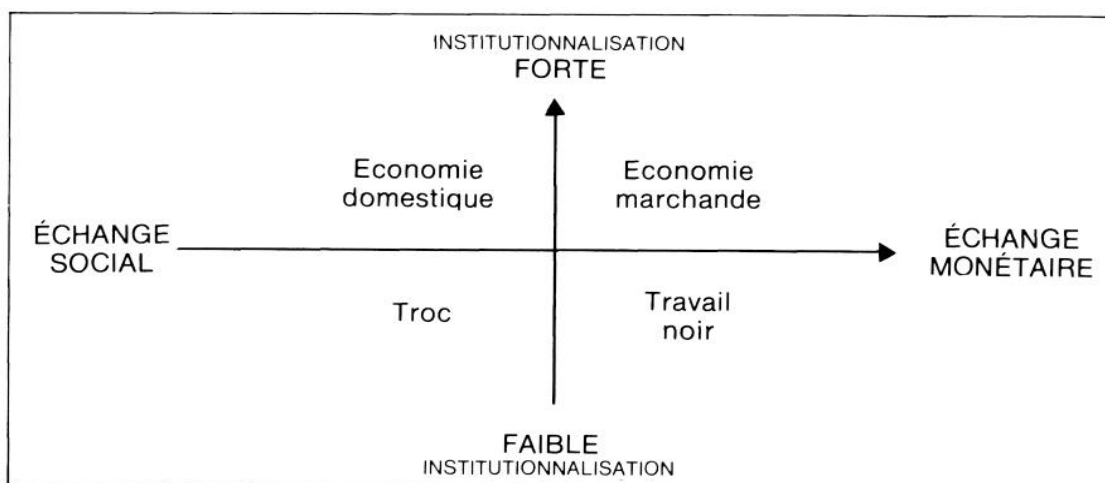 INSTITUTIONNALISATION
FORTE
Economie
domestique
Economie
marchande
ÉCHANGE
SOCIAL
ÉCHANGE
MONÉTAIRE
Troc
Travail
noir
FAIBLE
INSTITUTIONNALISATION